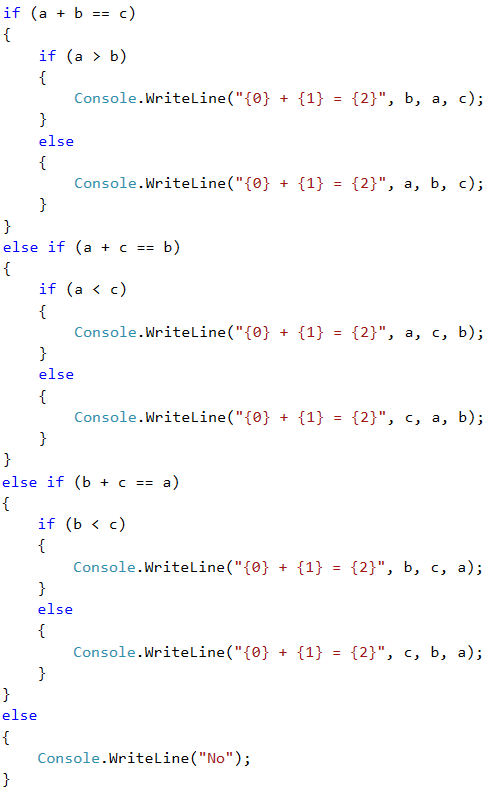 if (a + b == c)
{
    if (a > b)
    {
        Console.WriteLine("{0} + {1} = {2}", b, a, c);
    }
    else
    {
        Console.WriteLine("{0} + {1} = {2}", a, b, c);
    }
}
else if (a + c == b)
{
    if (a < c)
    {
        Console.WriteLine("{0} + {1} = {2}", a, c, b);
    }
    else
    {
        Console.WriteLine("{0} + {1} = {2}", c, a, b);
    }
}
else if (b + c == a)
{
    if (b < c)
    {
        Console.WriteLine("{0} + {1} = {2}", b, c, a);
    }
    else
    {
        Console.WriteLine("{0} + {1} = {2}", c, b, a);
    }
}
else
{
    Console.WriteLine("No");
}